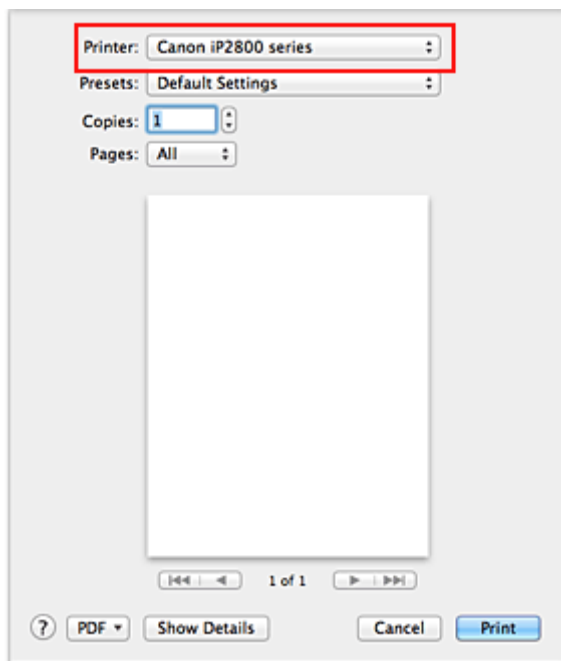 Printer: Canon iP2800 series
Presets: Default Settings
Copies: 1
Pages: All
1 of 1
? PDF Show Details Cancel Print